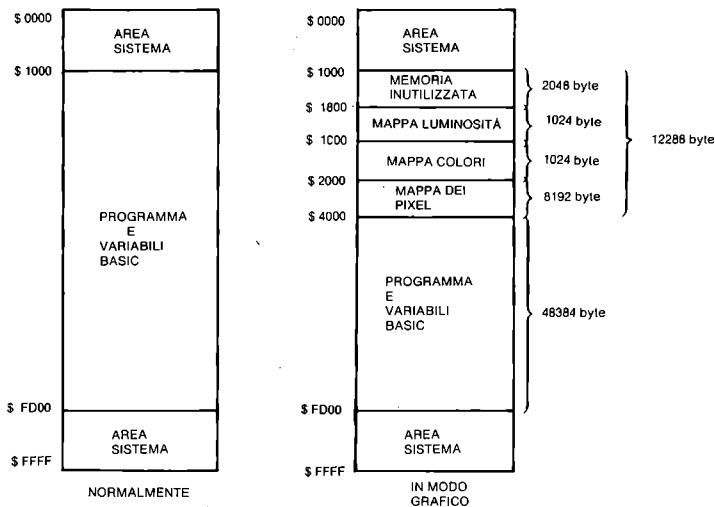 $ 0000
AREA
SISTEMA
$ 1000
PROGRAMMA
E
VARIABILI
BASIC
$ FD00
AREA
SISTEMA
$ FFFF
NORMALMENTE
$ 0000
AREA
SISTEMA
$ 1000
MEMORIA
INUTILIZZATA
2048 byte
$ 1800
MAPPA LUMINOSITÀ
1024 byte
$ 1C00
MAPPA COLORI
1024 byte
$ 2000
MAPPA DEI
PIXEL
8192 byte
$ 4000
12288 byte
PROGRAMMA
E
VARIABILI
BASIC
48384 byte
$ FD00
AREA
SISTEMA
$ FFFF
IN MODO
GRAFICO